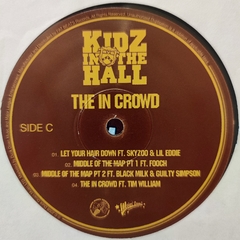 KIDZ
IN THE
HALL
THE IN CROWD
SIDE C
01 LET YOUR HAIR DOWN FT. SKYZOO & LIL EDDIE
02 MIDDLE OF THE MAP PT 1 FT. FOOCH
03 MIDDLE OF THE MAP PT 2 FT. BLACK MILK & GUILTY SIMPSON
04 THE IN CROWD FT. TIM WILLIAM